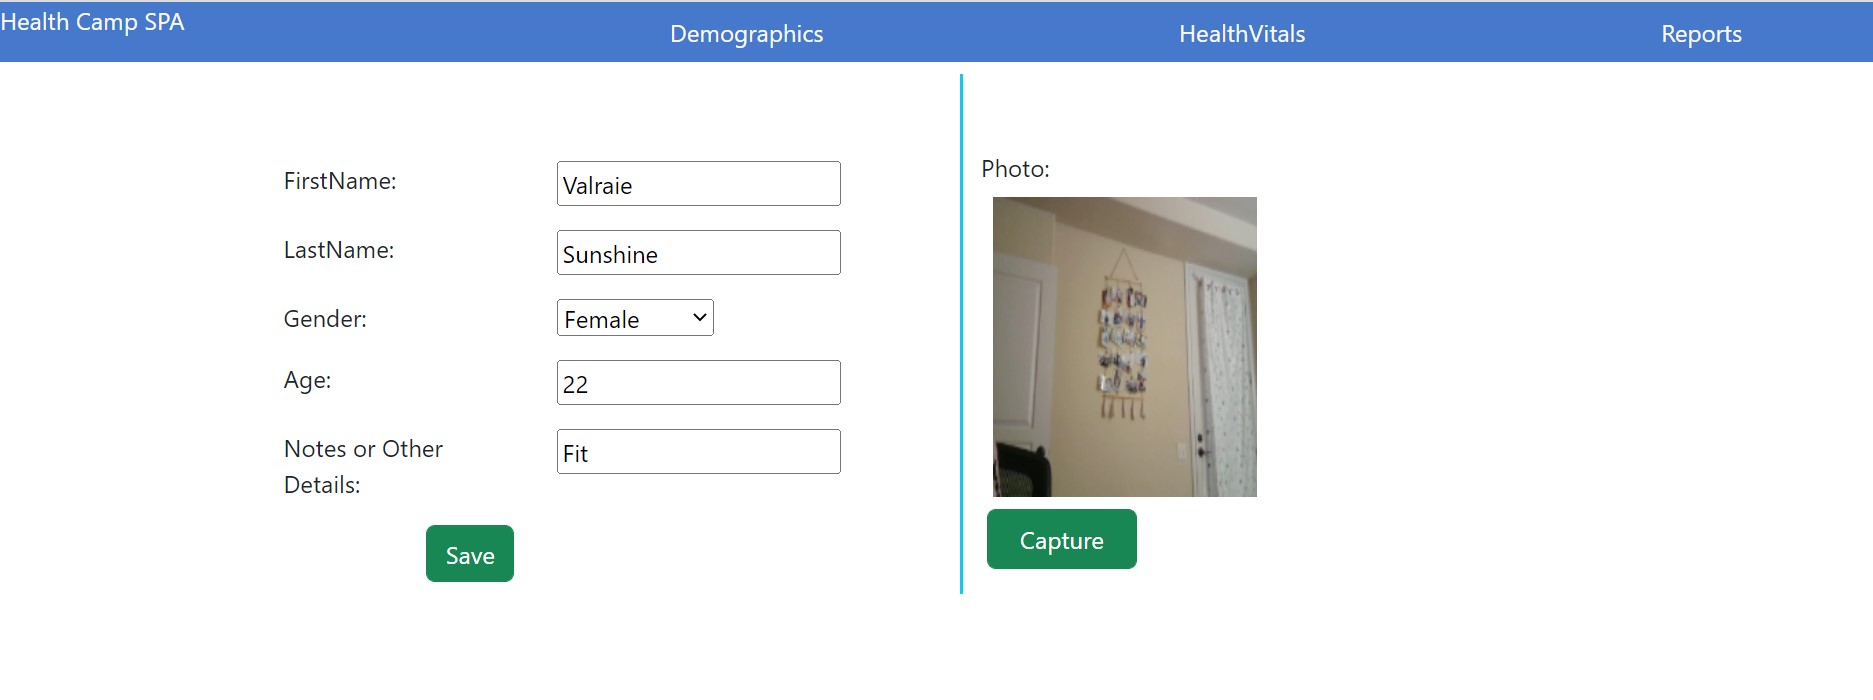 Health Camp SPA
Demographics
HealthVitals
Reports
FirstName:
Valraie
LastName:
Sunshine
Gender:
Female
Age:
22
Notes or Other
Details:
Fit
Save
Photo:
Capture